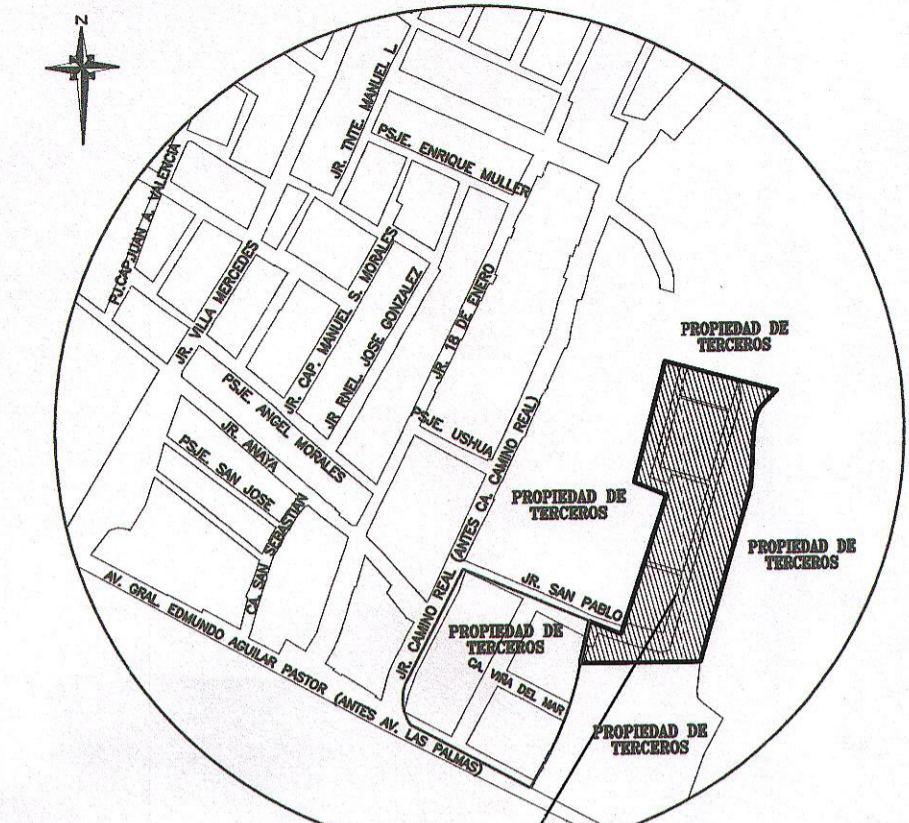 N
JR. TNTE. MANUEL L.
PSJE. ENRIQUE MULLER
PJ.CAP.JUAN A. VALENCIA
JR. VILLA MERCEDES
CAP. MANUEL S. MORALES
JR.
JR RNEL. JOSE GONZALEZ
JR. 18 DE ENERO
PROPIEDAD DE
TERCEROS
PSJE. ANGEL MORALES
JR. ANAYA
PSJE. USHUA
PSJE. SAN JOSE
CA. SAN SEBASTIAN
JR. CAMINO REAL (ANTES CA. CAMINO REAL)
PROPIEDAD DE
TERCEROS
PROPIEDAD DE
TERCEROS
JR. SAN PABLO
AV. GRAL. EDMUNDO AGUILAR PASTOR (ANTES AV. LAS PALMAS)
PROPIEDAD DE
TERCEROS
CA. VIÑA DEL MAR
PROPIEDAD DE
TERCEROS